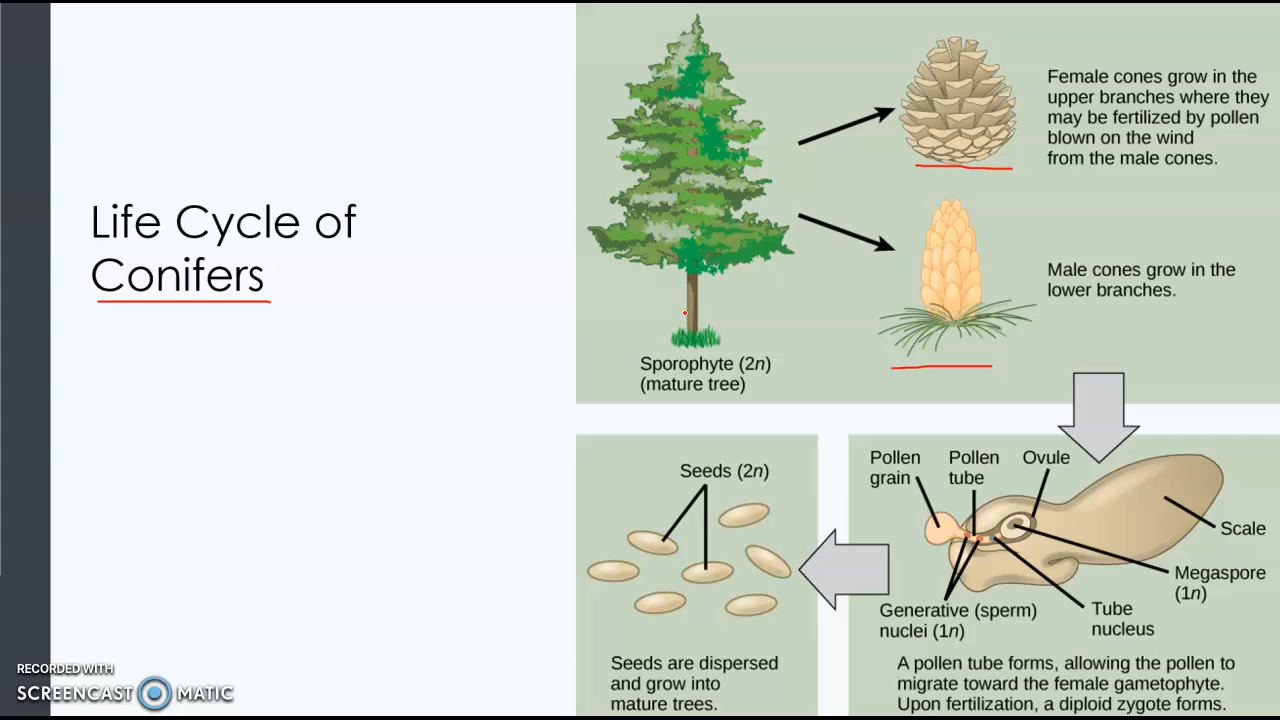 Life Cycle of
Conifers
Female cones grow in the
upper branches where they
may be fertilized by pollen
blown on the wind
from the male cones.
Male cones grow in the
lower branches.
Sporophyte (2n)
(mature tree)
Pollen
grain
Pollen
tube
Ovule
Scale
Megaspore
(1n)
Tube
nucleus
Generative (sperm)
nuclei (1n)
A pollen tube forms, allowing the pollen to
migrate toward the female gametophyte.
Upon fertilization, a diploid zygote forms.
Seeds (2n)
Seeds are dispersed
and grow into
mature trees.
RECORDED WITH
SCREENCAST MATIC